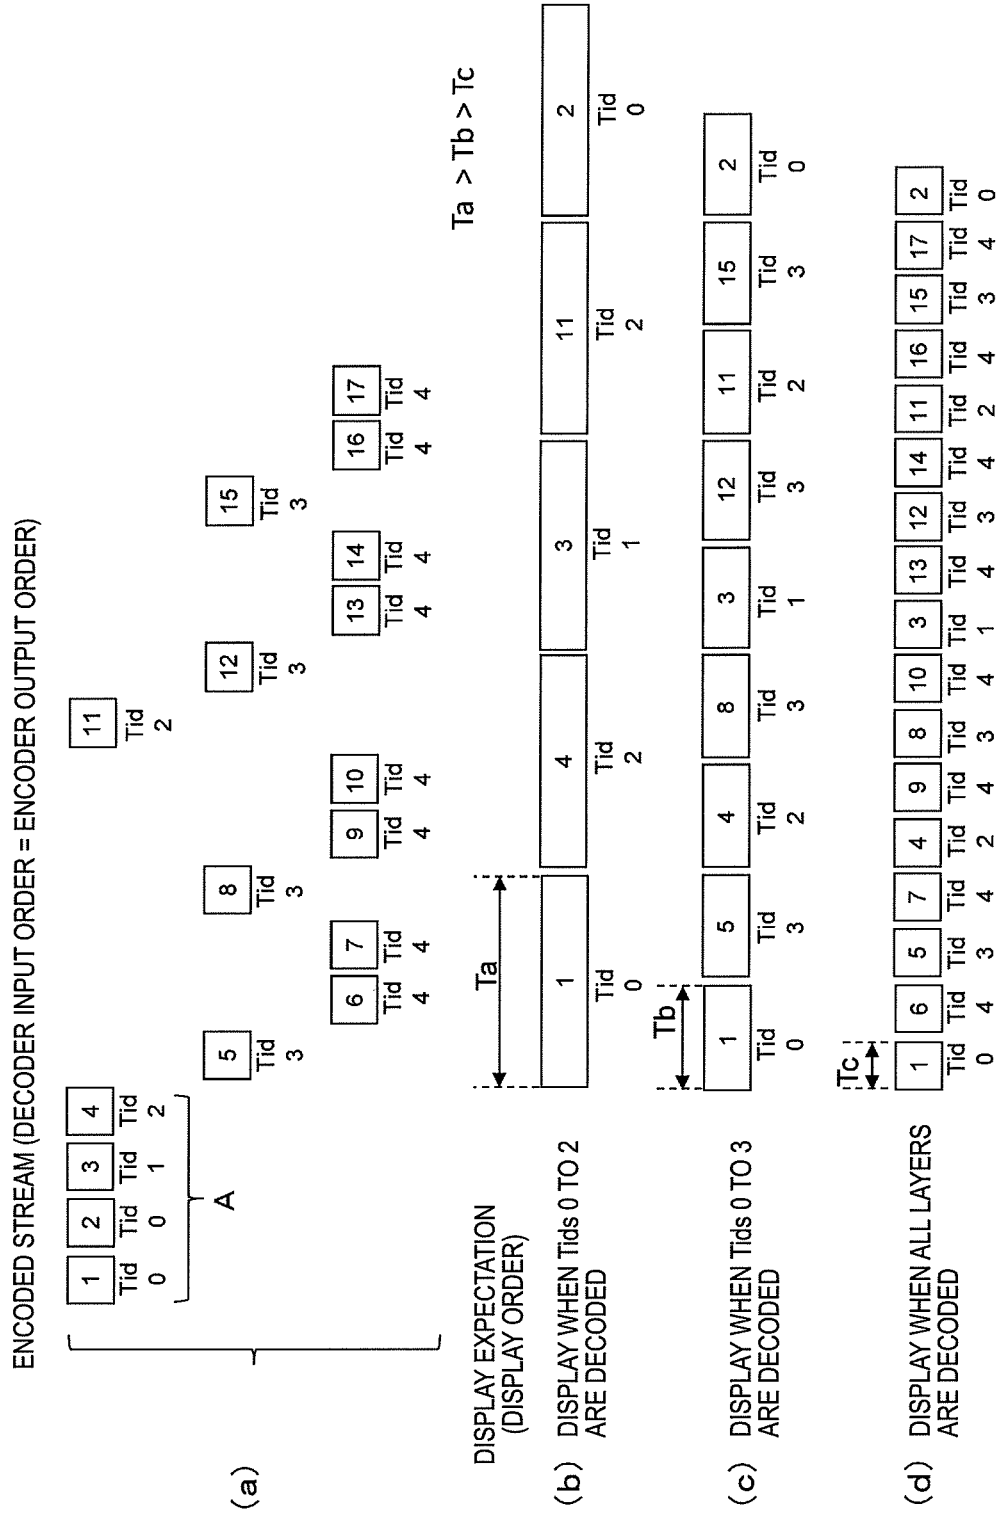 ENCODED STREAM (DECODER INPUT ORDER = ENCODER OUTPUT ORDER)
(a)
1 2 3 4 11
Tid Tid Tid Tid Tid
0 0 1 2 2
A
5 8 12 15
Tid Tid Tid Tid
3 3 3 3
6 7 9 10 13 14 16 17
Tid Tid Tid Tid Tid Tid Tid Tid
4 4 4 4 4 4 4 4
DISPLAY EXPECTATION
(DISPLAY ORDER)
Ta > Tb > Tc
Ta
(b) DISPLAY WHEN Tids 0 TO 2
ARE DECODED
1 4 3 11 2
Tid Tid Tid Tid Tid
0 2 1 2 0
Tb
(c) DISPLAY WHEN Tids 0 TO 3
ARE DECODED
1 5 4 8 3 12 11 15 2
Tid Tid Tid Tid Tid Tid Tid Tid Tid
0 3 2 3 1 3 2 3 0
Tc
(d) DISPLAY WHEN ALL LAYERS
ARE DECODED
1 6 5 7 4 9 8 10 3 13 12 14 11 16 15 17 2
Tid Tid Tid Tid Tid Tid Tid Tid Tid Tid Tid Tid Tid Tid Tid Tid Tid
0 4 3 4 2 4 3 4 1 4 3 4 2 4 3 4 0